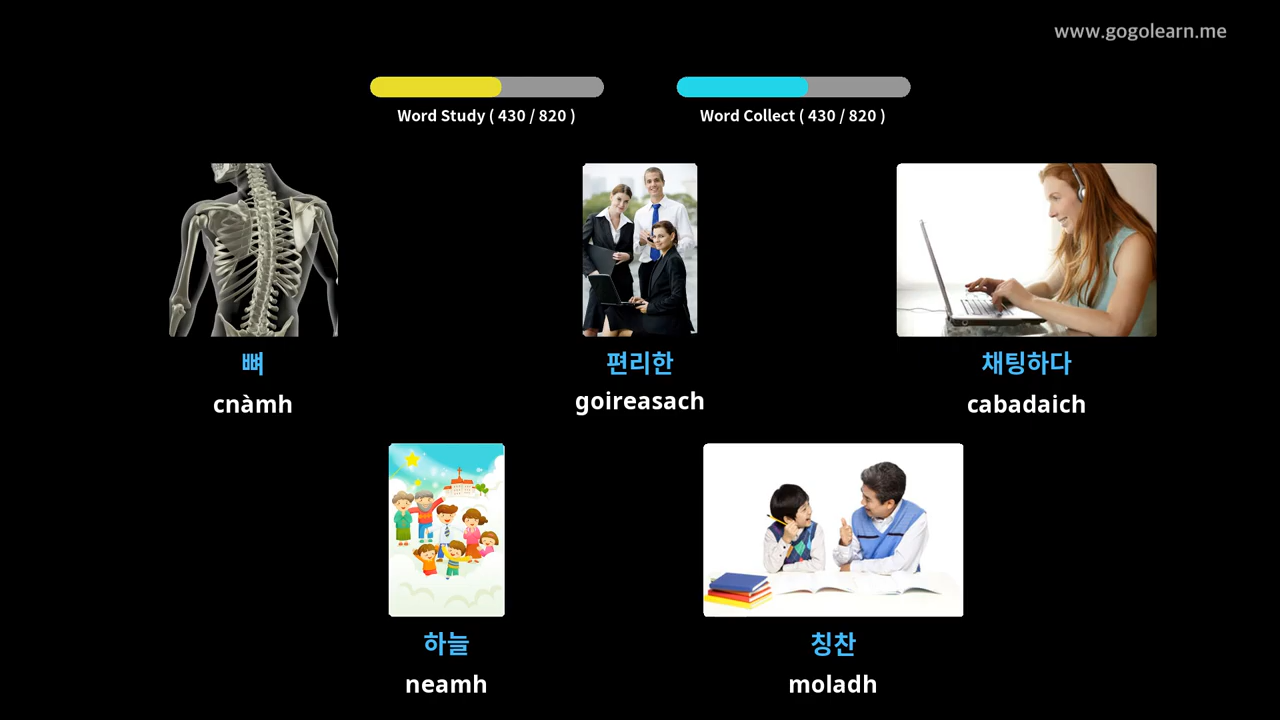 www.gogolearn.me
Word Study ( 430 / 820 )
Word Collect ( 430 / 820 )
뼈
cnàmh
편리한
goireasach
채팅하다
cabadaich
하늘
neamh
칭찬
moladh